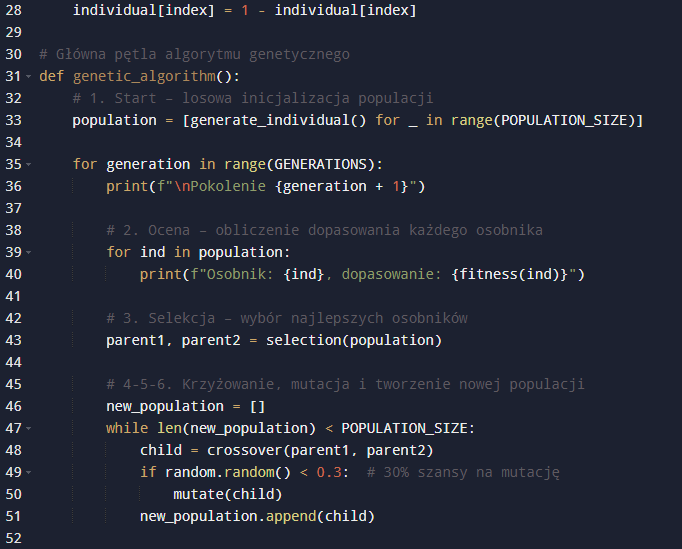 28 individual[index] = 1 - individual[index]
29
30 # Główna pętla algorytmu genetycznego
31 def genetic_algorithm():
32 # 1. Start – losowa inicjalizacja populacji
33 population = [generate_individual() for _ in range(POPULATION_SIZE)]
34
35 for generation in range(GENERATIONS):
36 print(f"\nPokolenie {generation + 1}")
37
38 # 2. Ocena – obliczenie dopasowania każdego osobnika
39 for ind in population:
40 print(f"Osobnik: {ind}, dopasowanie: {fitness(ind)}")
41
42 # 3. Selekcja – wybór najlepszych osobników
43 parent1, parent2 = selection(population)
44
45 # 4-5-6. Krzyżowanie, mutacja i tworzenie nowej populacji
46 new_population = []
47 while len(new_population) < POPULATION_SIZE:
48 child = crossover(parent1, parent2)
49 if random.random() < 0.3: # 30% szansy na mutację
50 mutate(child)
51 new_population.append(child)
52